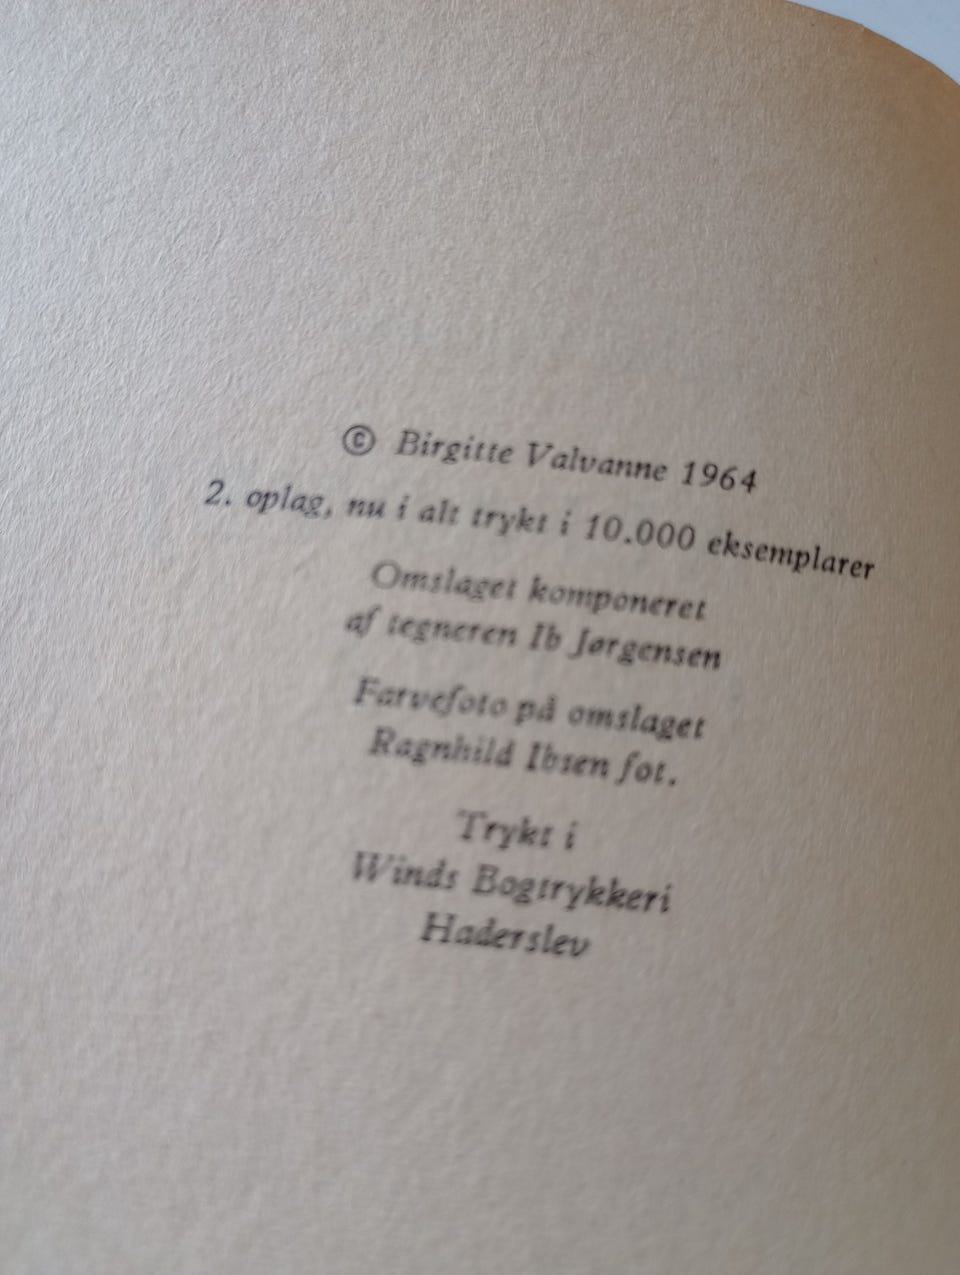 © Birgitte Valvanne 1964
2. oplag, nu i alt trykt i 10.000 eksemplarer
Omslaget komponeret
af tegneren Ib Jørgensen
Farvefoto på omslaget
Ragnhild Ibsen fot.
Trykt i
Winds Bogtrykkeri
Haderslev